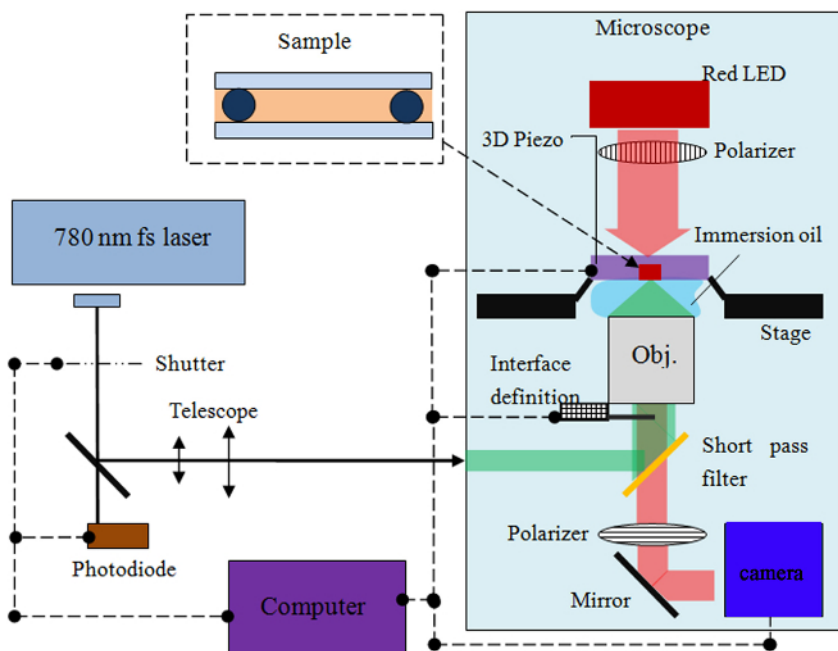 Sample
Microscope
Red LED
3D Piezo
Polarizer
780 nm fs laser
Immersion oil
Stage
Obj.
Shutter
Interface
definition
Telescope
Short pass
filter
Polarizer
Photodiode
Computer
camera
Mirror